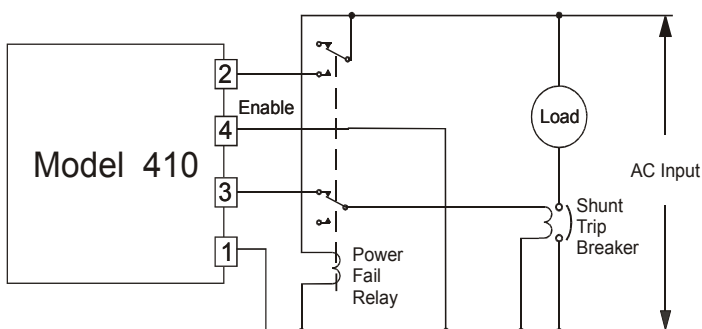 2
Enable
4
Model 410
3
1
Load
AC Input
Shunt
Trip
Breaker
Power
Fail
Relay